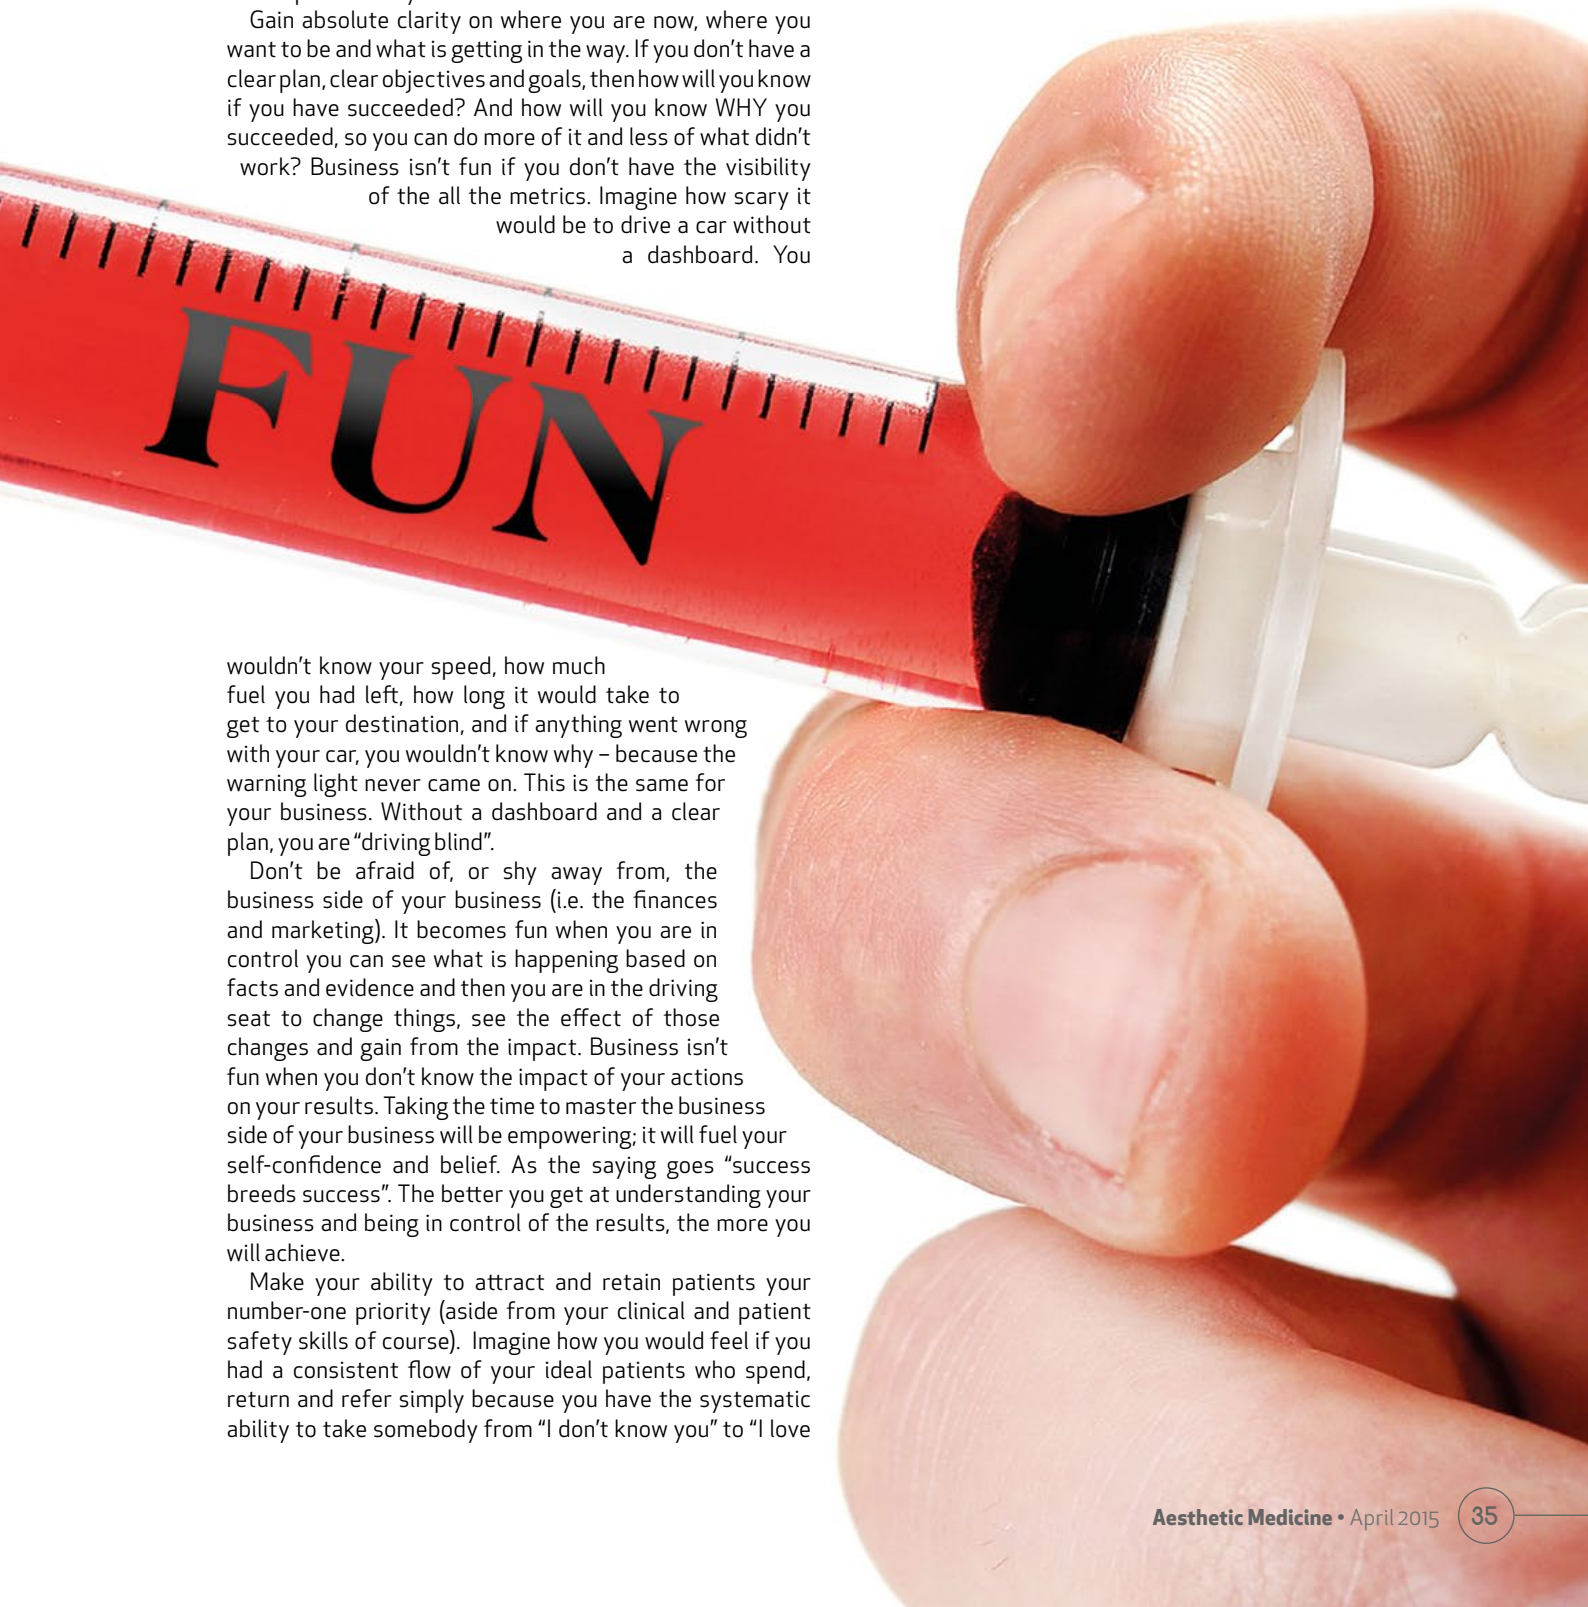 Gain absolute clarity on where you are now, where you
want to be and what is getting in the way. If you don't have a
clear plan, clear objectives and goals, then how will you know
if you have succeeded? And how will you know WHY you
succeeded, so you can do more of it and less of what didn't
work? Business isn't fun if you don't have the visibility
of the all the metrics. Imagine how scary it
would be to drive a car without
a dashboard. You
FUN
wouldn't know your speed, how much
fuel you had left, how long it would take to
get to your destination, and if anything went wrong
with your car, you wouldn't know why – because the
warning light never came on. This is the same for
your business. Without a dashboard and a clear
plan, you are “driving blind”.
Don't be afraid of, or shy away from, the
business side of your business (i.e. the finances
and marketing). It becomes fun when you are in
control you can see what is happening based on
facts and evidence and then you are in the driving
seat to change things, see the effect of those
changes and gain from the impact. Business isn't
fun when you don't know the impact of your actions
on your results. Taking the time to master the business
side of your business will be empowering; it will fuel your
self-confidence and belief. As the saying goes “success
breeds success”. The better you get at understanding your
business and being in control of the results, the more you
will achieve.
Make your ability to attract and retain patients your
number-one priority (aside from your clinical and patient
safety skills of course). Imagine how you would feel if you
had a consistent flow of your ideal patients who spend,
return and refer simply because you have the systematic
ability to take somebody from “I don't know you” to “I love
Aesthetic Medicine • April 2015 35